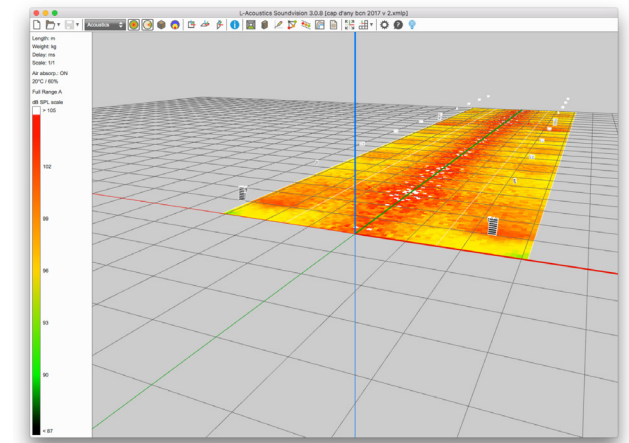 L-Acoustics Soundvision 3.0.8 [cap d'any bcn 2017 v 2.xmlp]
Acoustics
Length: m
Weight: kg
Delay: ms
Scale: 1/1
Air absorp.: ON
20°C / 60%
Full Range A
dB SPL scale
> 105
102
99
96
93
90
< 87